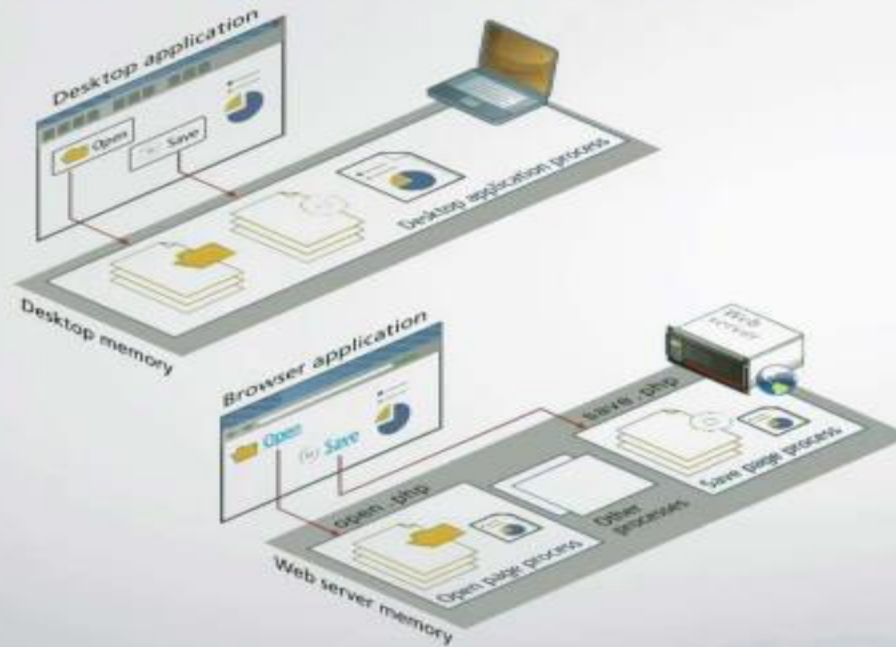 Desktop application
Open
Save
Desktop application process
Desktop memory
Browser application
Open
Save
Web
server
save.php
Save page process
open.php
Other
processes
Open page process
Web server memory